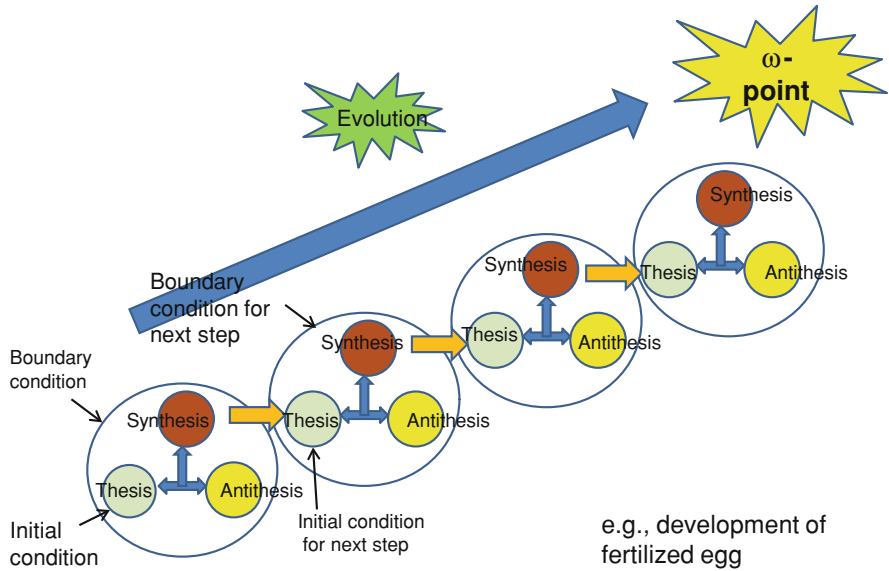 ω-
point
Evolution
Synthesis
Thesis
Antithesis
Synthesis
Thesis
Antithesis
Boundary
condition for
next step
Synthesis
Thesis
Antithesis
Boundary
condition
Synthesis
Thesis
Antithesis
Initial
condition
Initial condition
for next step
e.g., development of
fertilized egg